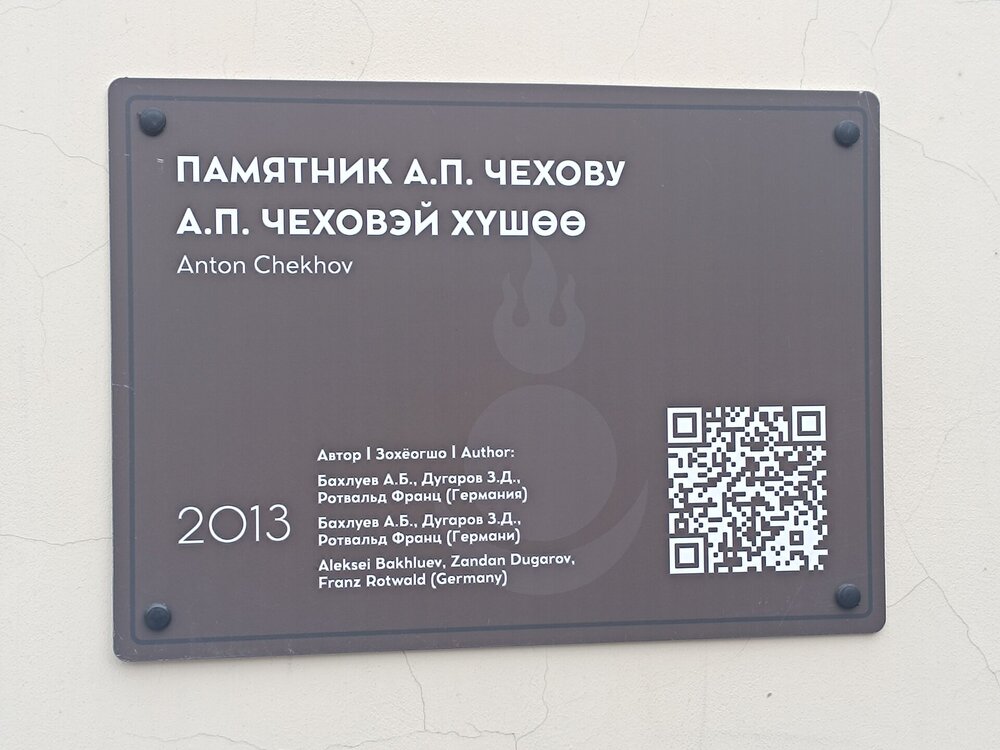 ПАМЯТНИК А.П. ЧЕХОВУ
А.П. ЧЕХОВЭЙ ХҮШӨӨ
Anton Chekhov
2013
Автор | Зохёогшо | Author:
Бахлуев А.Б., Дугаров З.Д.,
Ротвальд Франц (Германия)
Бахлуев А.Б., Дугаров З.Д.,
Ротвальд Франц (Германи)
Aleksei Bakhluev, Zandan Dugarov,
Franz Rotwald (Germany)